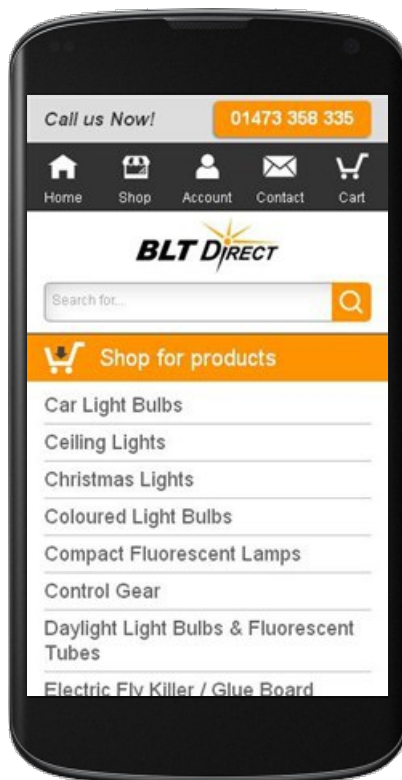 Call us Now!
01473 358 335
Home Shop Account Contact Cart
BLT DIRECT
Search for...
Shop for products
Car Light Bulbs
Ceiling Lights
Christmas Lights
Coloured Light Bulbs
Compact Fluorescent Lamps
Control Gear
Daylight Light Bulbs & Fluorescent
Tubes
Electric Fly Killer / Glue Board